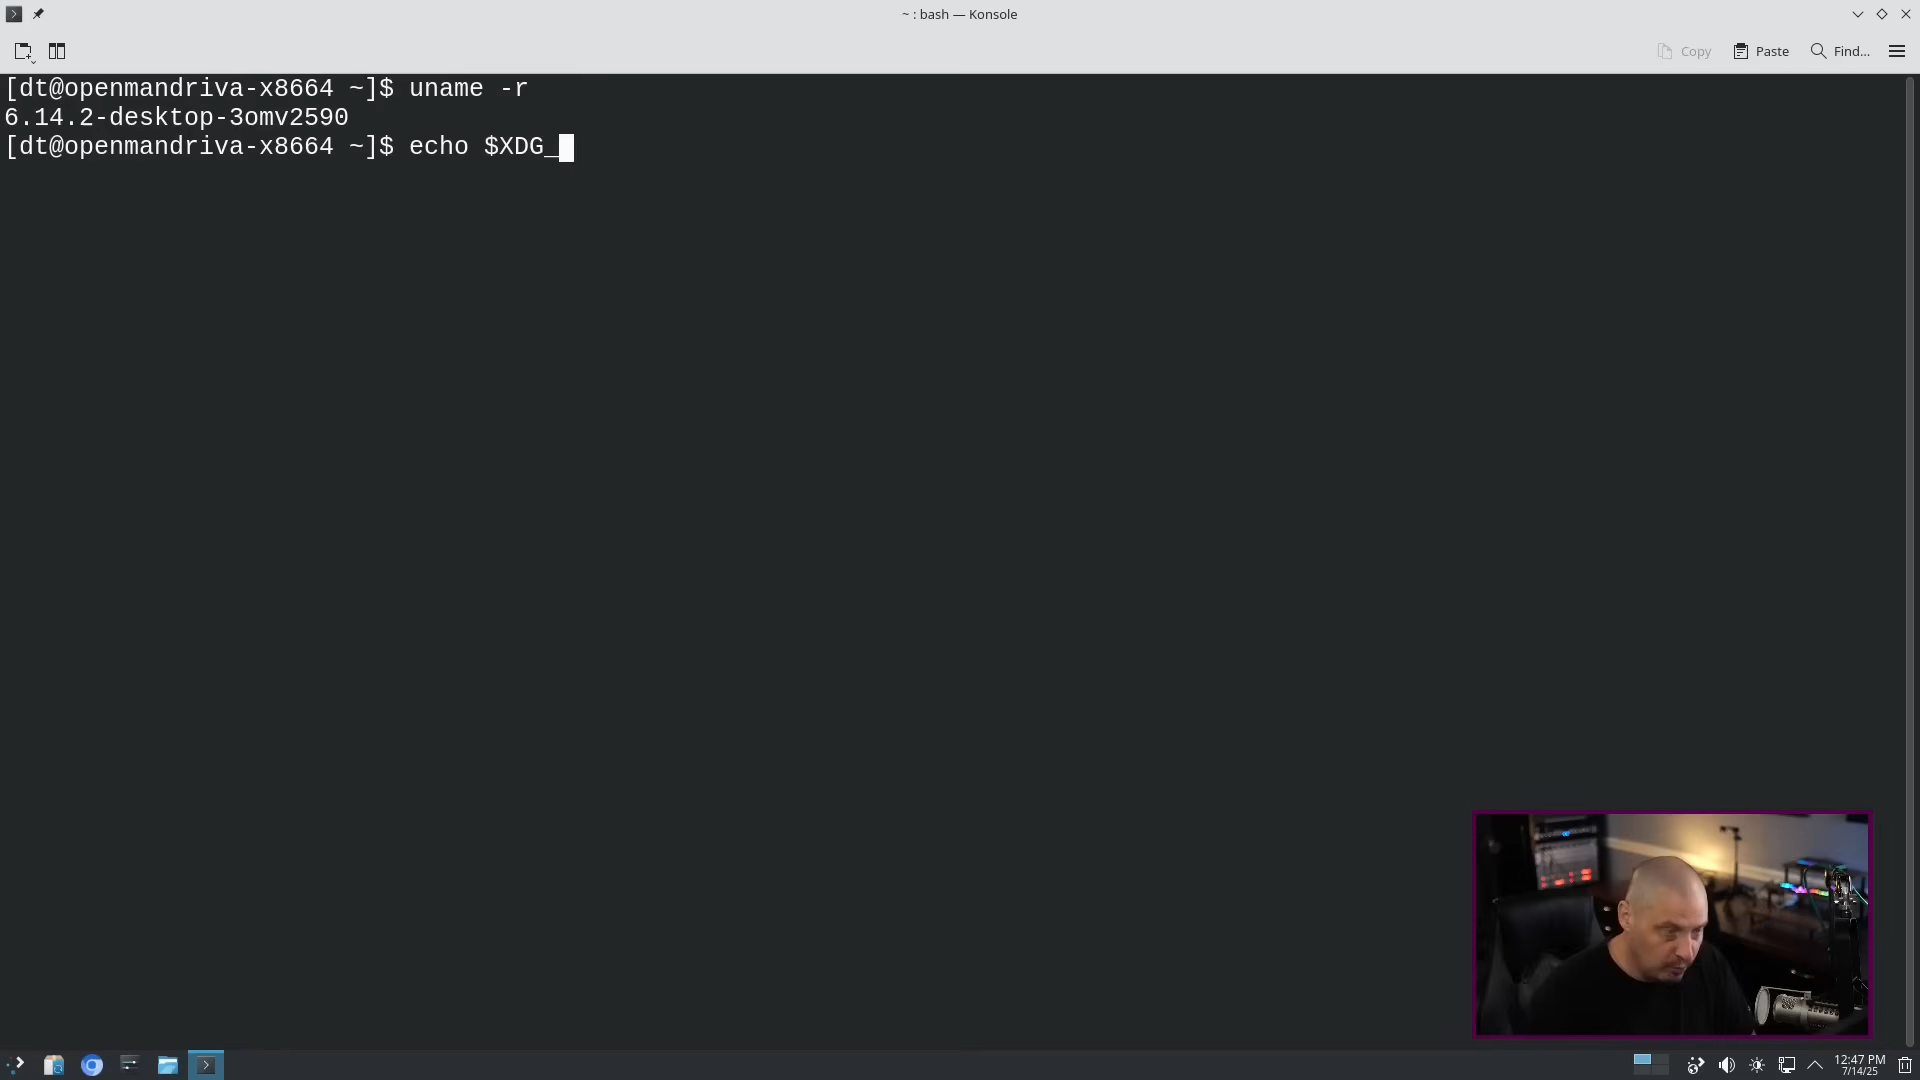 ~ : bash — Konsole
Copy
Paste
Find...
[dt@openmandriva-x8664 ~]$ uname -r
6.14.2-desktop-3omv2590
[dt@openmandriva-x8664 ~]$ echo $XDG_
12:47 PM
7/14/25